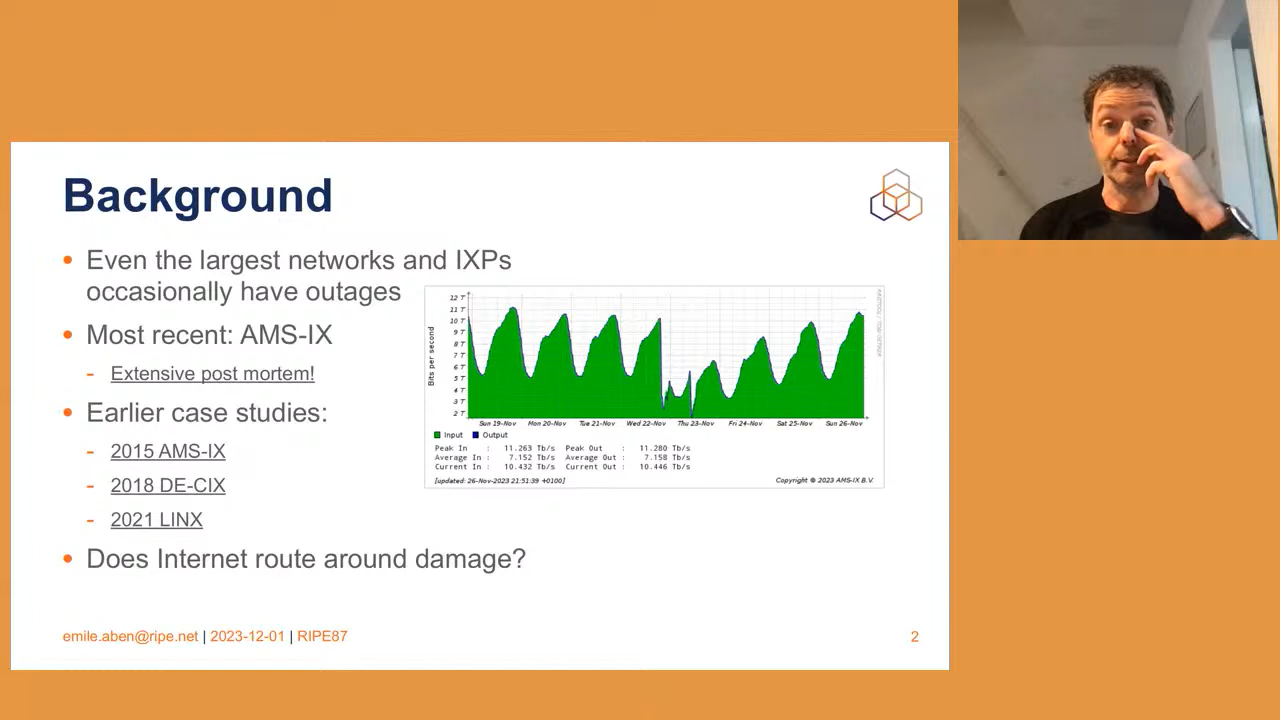 Background
• Even the largest networks and IXPs
occasionally have outages
• Most recent: AMS-IX
- Extensive post mortem!
• Earlier case studies:
- 2015 AMS-IX
- 2018 DE-CIX
- 2021 LINX
• Does Internet route around damage?
Bits per second
12 T
11 T
10 T
9 T
8 T
7 T
6 T
5 T
4 T
3 T
2 T
Sun 19-Nov Mon 20-Nov Tue 21-Nov Wed 22-Nov Thu 23-Nov Fri 24-Nov Sat 25-Nov Sun 26-Nov
Input Output
Peak In : 11.263 Tb/s Peak Out : 11.280 Tb/s
Average In : 7.152 Tb/s Average Out : 7.158 Tb/s
Current In : 10.432 Tb/s Current Out : 10.446 Tb/s
[updated: 26-Nov-2023 21:51:39 +0100] Copyright © 2023 AMS-IX B.V.
RRDTOOL / TOBI OETIKER
emile.aben@ripe.net | 2023-12-01 | RIPE87
2